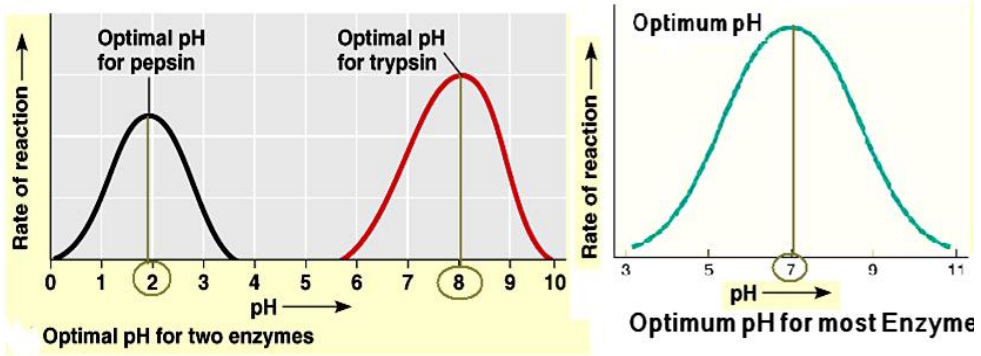 Optimal pH
for pepsin
Optimal pH
for trypsin
Rate of reaction
0 1 2 3 4 5 6 7 8 9 10
pH
Optimal pH for two enzymes
Optimum pH
Rate of reaction
3 5 7 9 11
pH
Optimum pH for most Enzyme